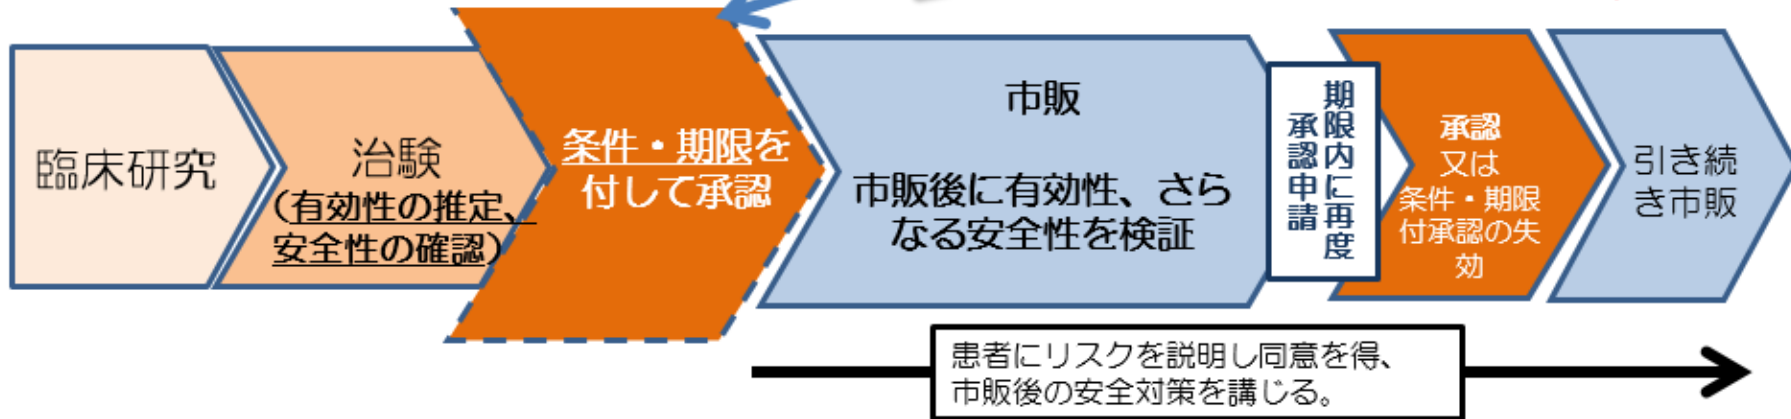 臨床研究
治験
(有効性の推定、
安全性の確認)
条件・期限を
付して承認
市販
市販後に有効性、さら
なる安全性を検証
期限内に再度
承認申請
承認
又は
条件・期限
付承認の失
効
引き続
き市販
患者にリスクを説明し同意を得、
市販後の安全対策を講じる。